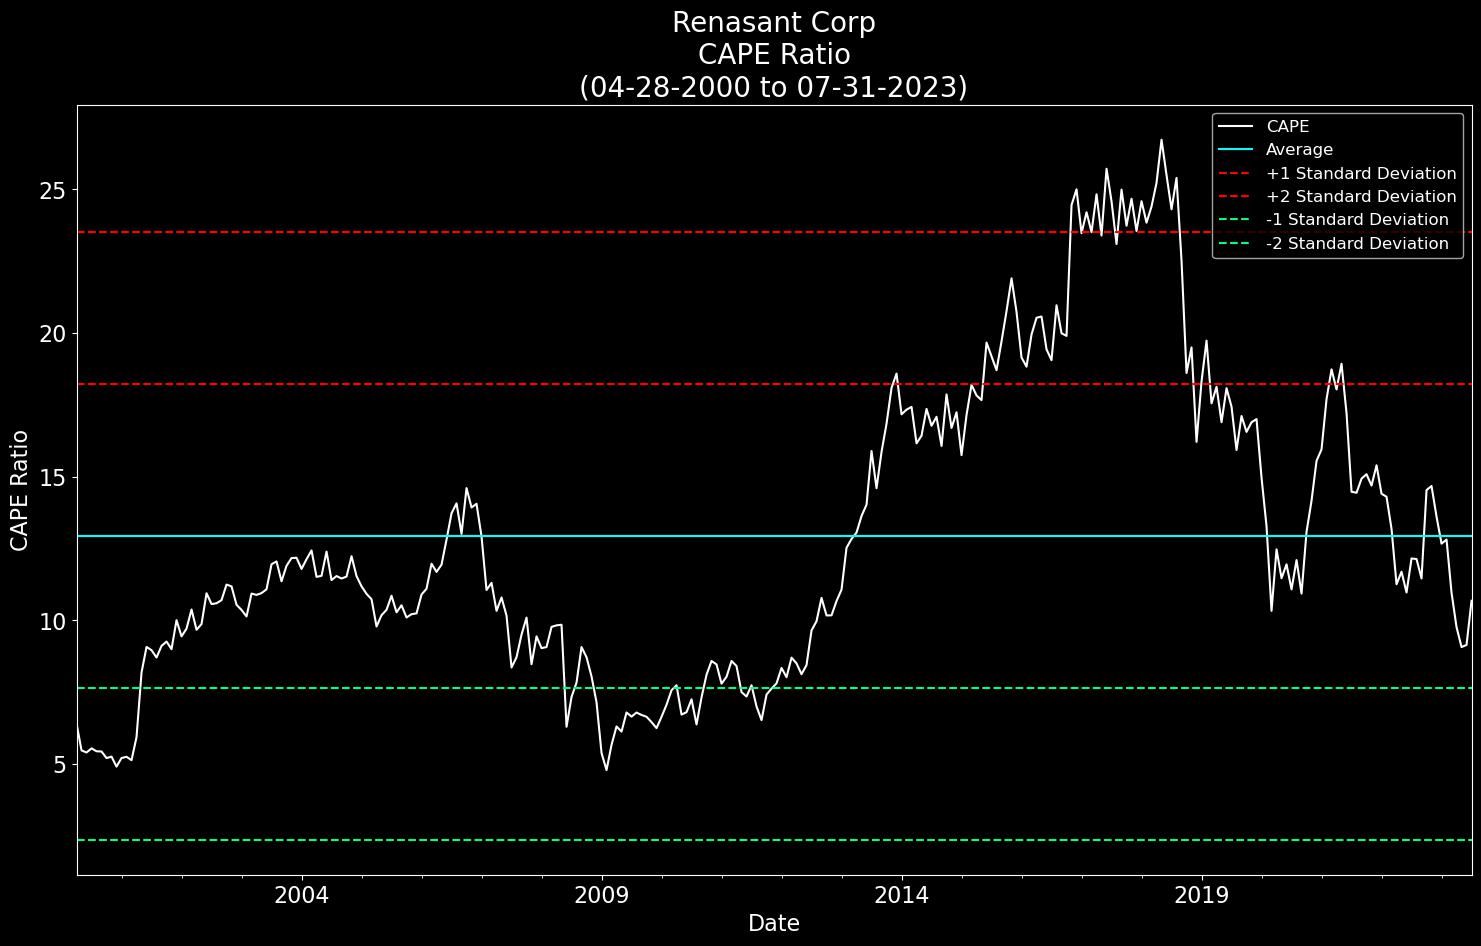 Renasant Corp
CAPE Ratio
(04-28-2000 to 07-31-2023)
CAPE
Average
+1 Standard Deviation
+2 Standard Deviation
-1 Standard Deviation
-2 Standard Deviation
25
20
15
10
5
CAPE Ratio
2004
2009
2014
2019
Date